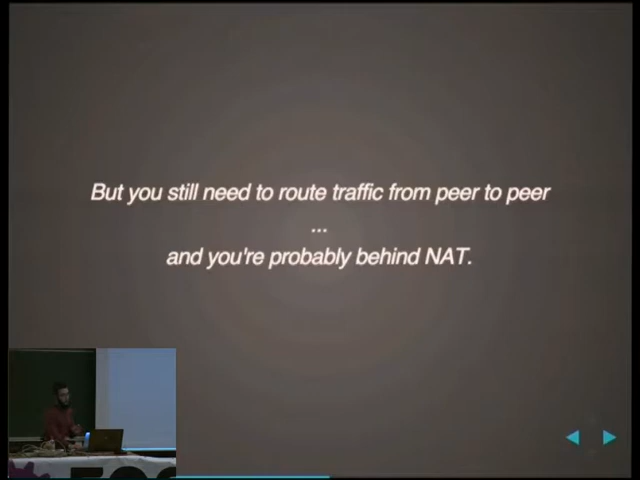 But you still need to route traffic from peer to peer
...
and you're probably behind NAT.